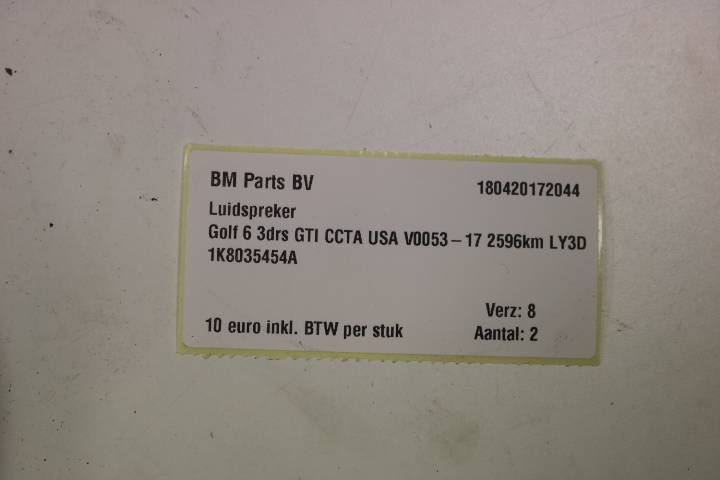 BM Parts BV 180420172044
Luidspreker
Golf 6 3drs GTI CCTA USA V0053-17 2596km LY3D
1K8035454A
Verz: 8
10 euro inkl. BTW per stuk Aantal: 2